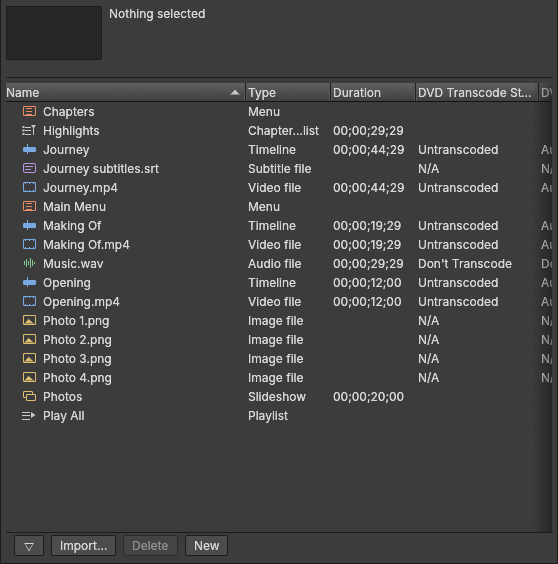 Nothing selected
Name Type Duration DVD Transcode St...
Chapters Menu
Highlights Chapter...list 00;00;29;29
Journey Timeline 00;00;44;29 Untranscoded
Journey subtitles.srt Subtitle file N/A
Journey.mp4 Video file 00;00;44;29 Untranscoded
Main Menu Menu
Making Of Timeline 00;00;19;29 Untranscoded
Making Of.mp4 Video file 00;00;19;29 Untranscoded
Music.wav Audio file 00;00;29;29 Don't Transcode
Opening Timeline 00;00;12;00 Untranscoded
Opening.mp4 Video file 00;00;12;00 Untranscoded
Photo 1.png Image file N/A
Photo 2.png Image file N/A
Photo 3.png Image file N/A
Photo 4.png Image file N/A
Photos Slideshow 00;00;20;00
Play All Playlist
Import... Delete New